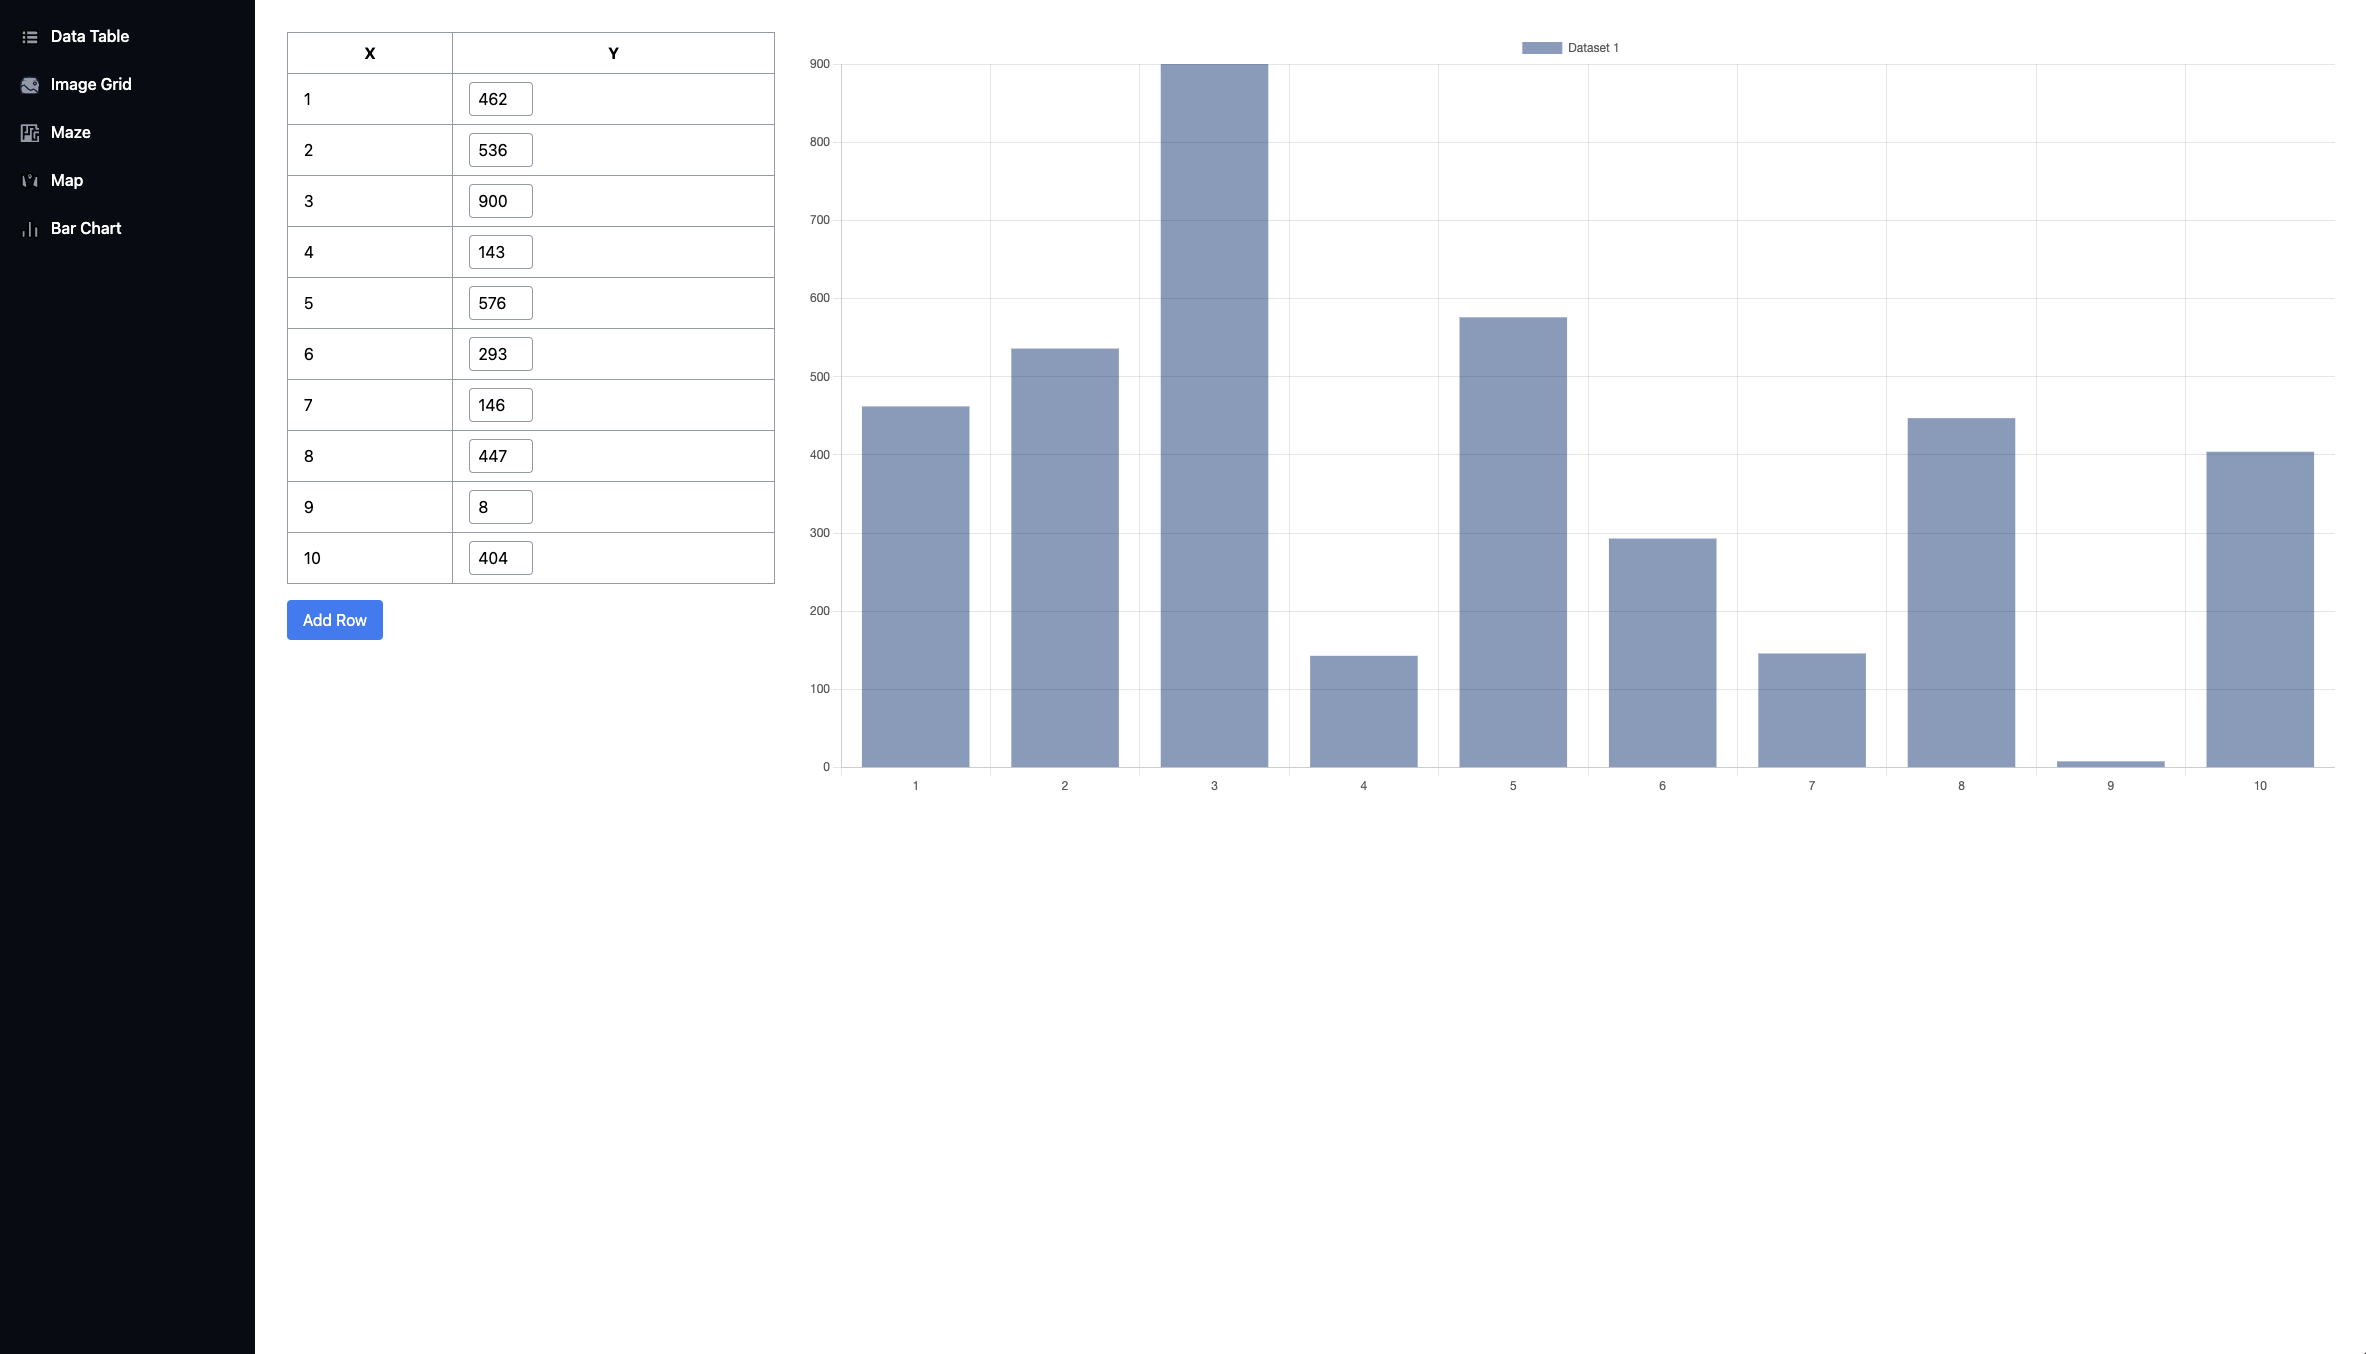 Data Table
Image Grid
Maze
Map
Bar Chart
X Y
1 462
2 536
3 900
4 143
5 576
6 293
7 146
8 447
9 8
10 404
Add Row
Dataset 1
900
800
700
600
500
400
300
200
100
0
1 2 3 4 5 6 7 8 9 10